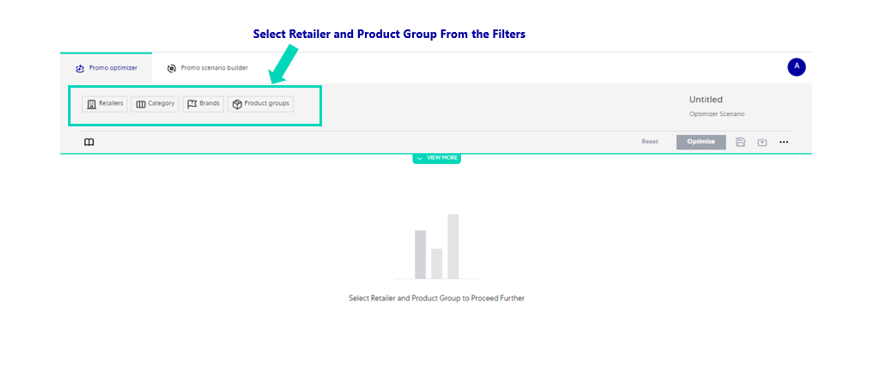 Select Retailer and Product Group From the Filters
Promo optimizer
Promo scenario builder
A
Retailers
Category
Brands
Product groups
Untitled
Optimizer Scenario
Reset
Optimize
VIEW MORE
Select Retailer and Product Group to Proceed Further